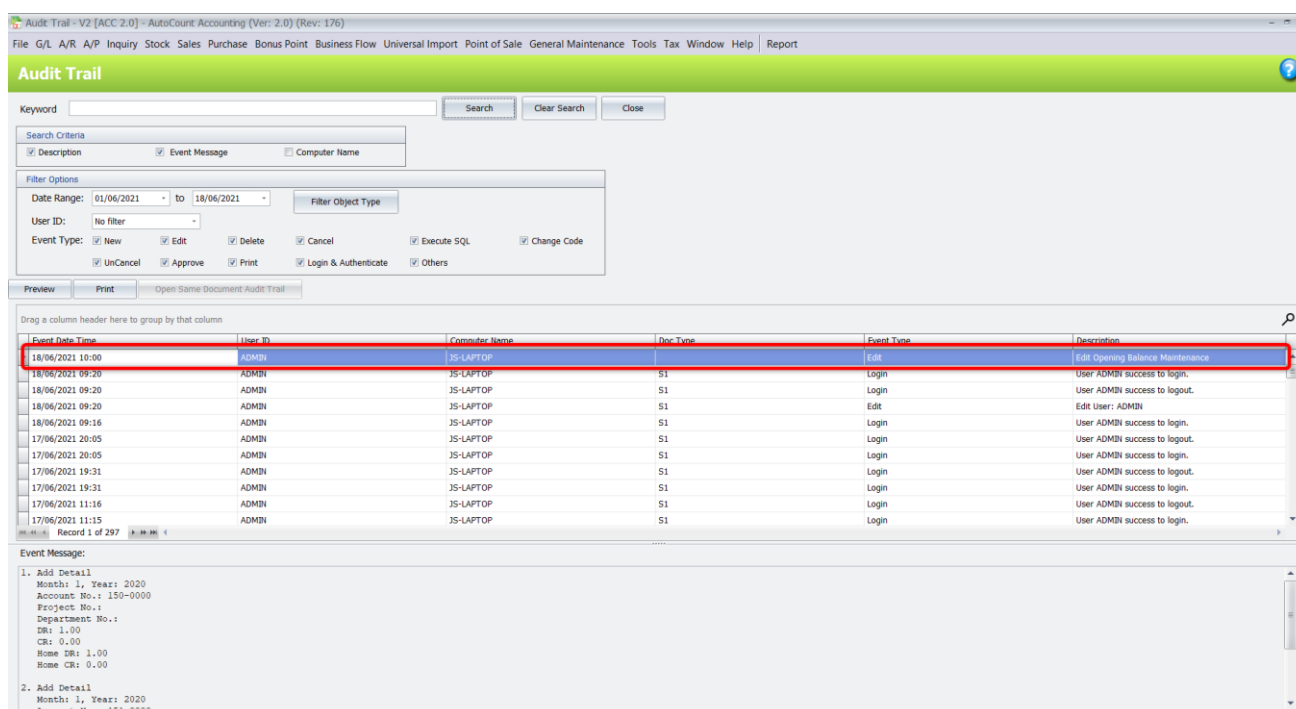 Audit Trail - V2 [ACC 2.0] - AutoCount Accounting (Ver: 2.0) (Rev: 176)
File G/L A/R A/P Inquiry Stock Sales Purchase Bonus Point Business Flow Universal Import Point of Sale General Maintenance Tools Tax Window Help Report
Audit Trail
Keyword Search Clear Search Close
Search Criteria
Description Event Message Computer Name
Filter Options
Date Range: 01/06/2021 to 18/06/2021 Filter Object Type
User ID: No filter
Event Type: New Edit Delete Cancel Execute SQL Change Code
UnCancel Approve Print Login & Authenticate Others
Preview Print Open Same Document Audit Trail
Drag a column header here to group by that column
Event Date Time User ID Computer Name Doc Type Event Type Description
18/06/2021 10:00 ADMIN JS-LAPTOP Edit Edit Opening Balance Maintenance
18/06/2021 09:20 ADMIN JS-LAPTOP S1 Login User ADMIN success to login.
18/06/2021 09:20 ADMIN JS-LAPTOP S1 Login User ADMIN success to logout.
18/06/2021 09:20 ADMIN JS-LAPTOP S1 Edit Edit User: ADMIN
18/06/2021 09:16 ADMIN JS-LAPTOP S1 Login User ADMIN success to login.
17/06/2021 20:05 ADMIN JS-LAPTOP S1 Login User ADMIN success to logout.
17/06/2021 20:05 ADMIN JS-LAPTOP S1 Login User ADMIN success to login.
17/06/2021 19:31 ADMIN JS-LAPTOP S1 Login User ADMIN success to logout.
17/06/2021 19:31 ADMIN JS-LAPTOP S1 Login User ADMIN success to login.
17/06/2021 11:16 ADMIN JS-LAPTOP S1 Login User ADMIN success to logout.
17/06/2021 11:15 ADMIN JS-LAPTOP S1 Login User ADMIN success to login.
Record 1 of 297
Event Message:
1. Add Detail
Month: 1, Year: 2020
Account No.: 150-0000
Project No.:
Department No.:
DR: 1.00
CR: 0.00
Home DR: 1.00
Home CR: 0.00
2. Add Detail
Month: 1, Year: 2020